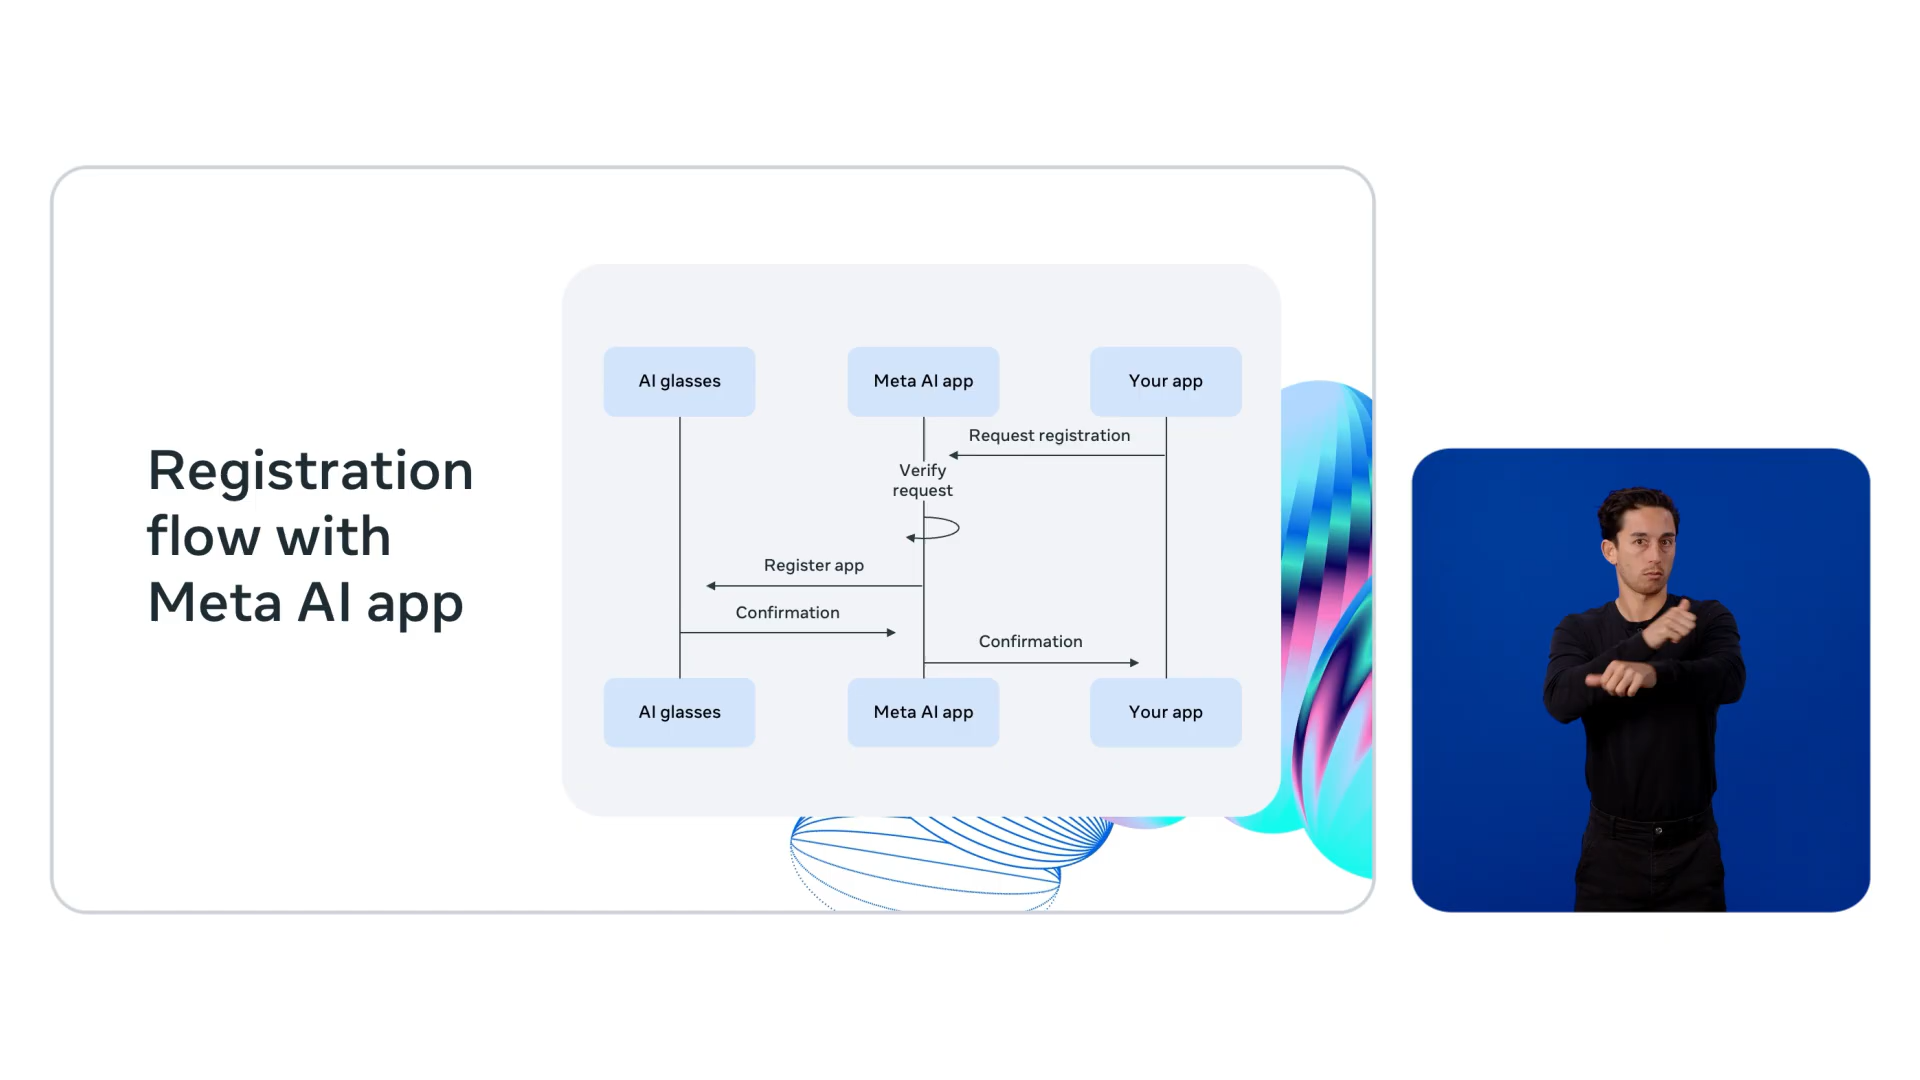 Registration
flow with
Meta AI app
AI glasses
Meta AI app
Your app
Request registration
Verify
request
Register app
Confirmation
Confirmation
AI glasses
Meta AI app
Your app